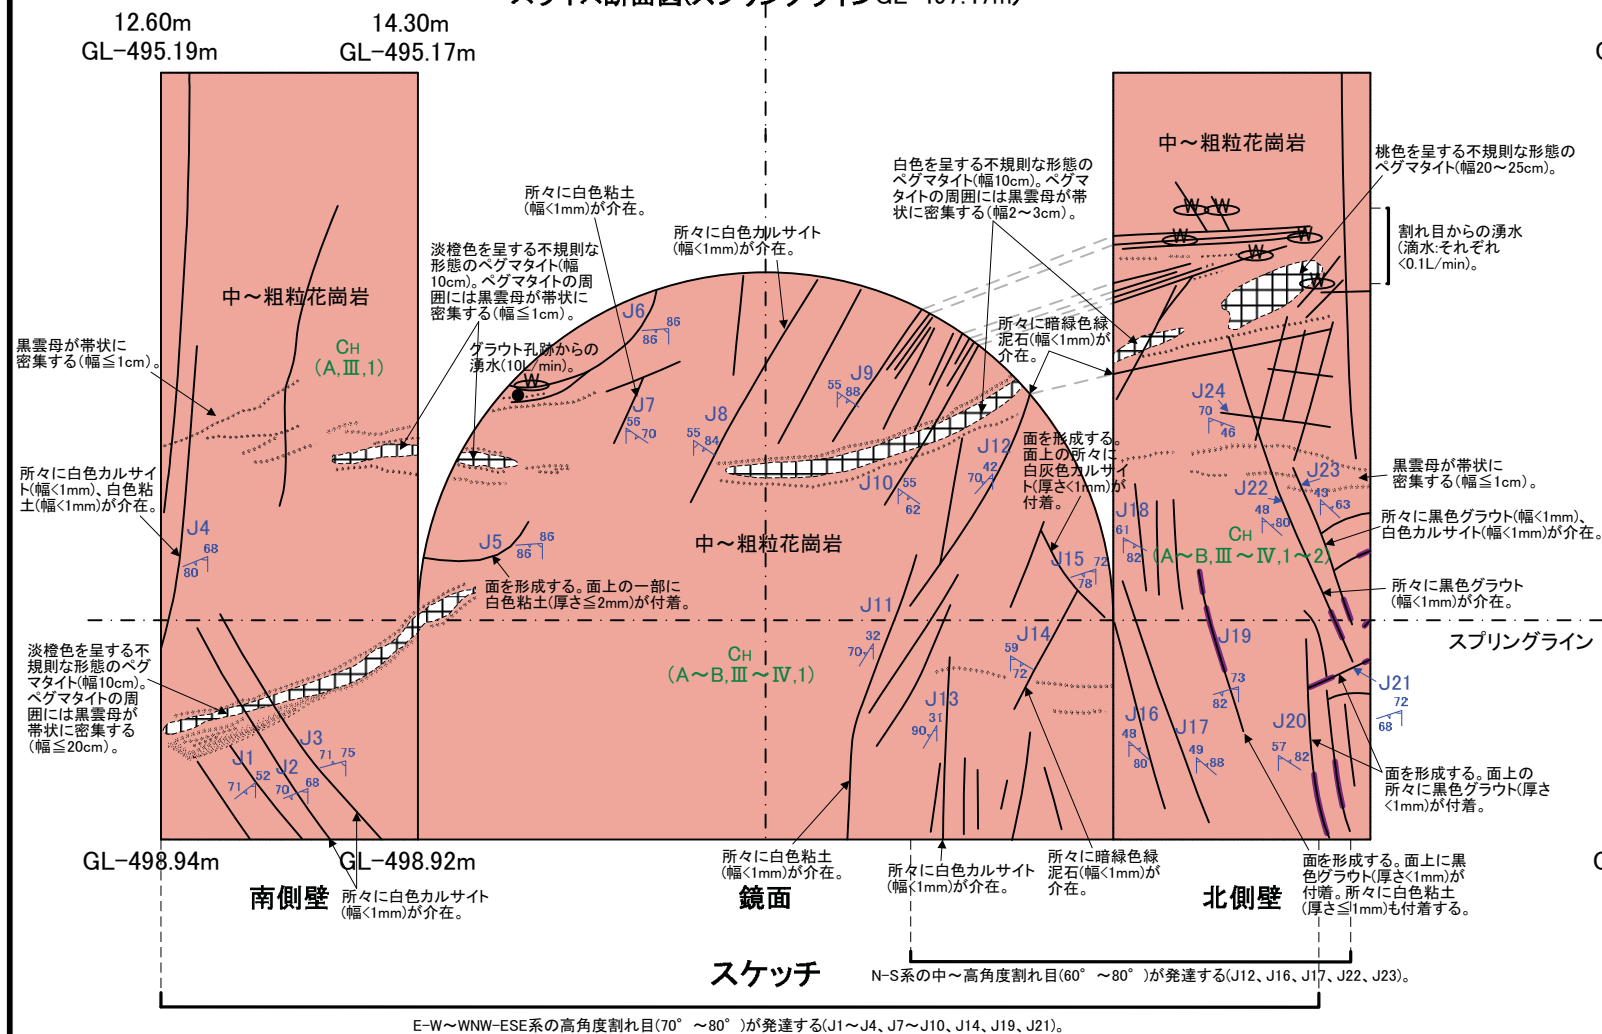 12.60m
GL-495.19m
14.30m
GL-495.17m
中～粗粒花崗岩
桃色を呈する不規則な形態の
ペグマタイト(幅20～25cm)。
白色を呈する不規則な形態の
ペグマタイト(幅10cm)。ペグマ
タイトの周囲には黒雲母が帯
状に密集する(幅2～3cm)。
所々に白色粘土
(幅<1mm)が介在。
所々に白色カルサイト
(幅<1mm)が介在。
割れ目からの湧水
(滴水:それぞれ
<0.1L/min)。
W
W
W
W
W
W
淡橙色を呈する不規則な
形態のペグマタイト(幅
10cm)。ペグマタイトの周
囲には黒雲母が帯状に
密集する(幅≦1cm)。
中～粗粒花崗岩
CH
(A,Ⅲ,1)
黒雲母が帯状に
密集する(幅≦1cm)。
グラウト孔跡からの
湧水(10L/min)。
W
J6
86
86
所々に暗緑色緑
泥石(幅<1mm)が
介在。
J7
56
70
J8
55
84
J9
55
88
J24
70
46
J12
42
70
面を形成する。
面上の所々に
白灰色カルサイ
ト(厚さ<1mm)が
付着。
J10
55
62
黒雲母が帯状に
密集する(幅≦1cm)。
J23
43
63
J22
48
80
所々に白色カルサイ
ト(幅<1mm)、白色粘
土(幅<1mm)が介在。
J4
68
80
J5
86
86
中～粗粒花崗岩
J18
61
82
CH
(A～B,Ⅲ～Ⅳ,1～2)
所々に黒色グラウト(幅<1mm)、
白色カルサイト(幅<1mm)が介在。
面を形成する。面上の一部に
白色粘土(厚さ≦2mm)が付着。
J15
72
78
所々に黒色グラウト
(幅<1mm)が介在。
スプリングライン
J11
32
70
J14
59
72
J19
73
82
淡橙色を呈する不
規則な形態のペグ
マタイト(幅10cm)。
ペグマタイトの周
囲には黒雲母が
帯状に密集する
(幅≦20cm)。
CH
(A～B,Ⅲ～Ⅳ,1)
J13
31
90
J16
48
80
J17
49
88
J20
57
82
J21
72
68
J1
52
71
J2
68
70
J3
71
75
面を形成する。面上の
所々に黒色グラウト(厚さ
<1mm)が付着。
GL-498.94m
GL-498.92m
所々に白色粘土
(幅<1mm)が介在。
所々に白色カルサイト
(幅<1mm)が介在。
所々に暗緑色緑
泥石(幅<1mm)が
介在。
面を形成する。面上に黒
色グラウト(厚さ<1mm)が
付着。所々に白色粘土
(厚さ≦1mm)も付着する。
所々に白色カルサイト
(幅<1mm)が介在。
南側壁
鏡面
北側壁
スケッチ
N-S系の中～高角度割れ目(60°～80°)が発達する(J12、J16、J17、J22、J23)。
E-W～WNW-ESE系の高角度割れ目(70°～80°)が発達する(J1～J4、J7～J10、J14、J19、J21)。